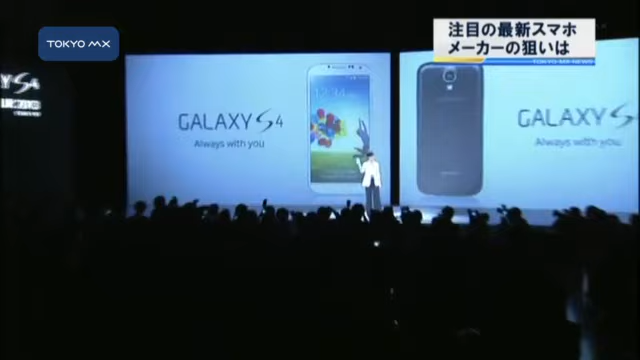 TOKYO MX
注目の最新スマホ
メーカーの狙いは
TOKYO MX NEWS
GALAXY S4
Always with you
GALAXY S
Always with you
Y S4